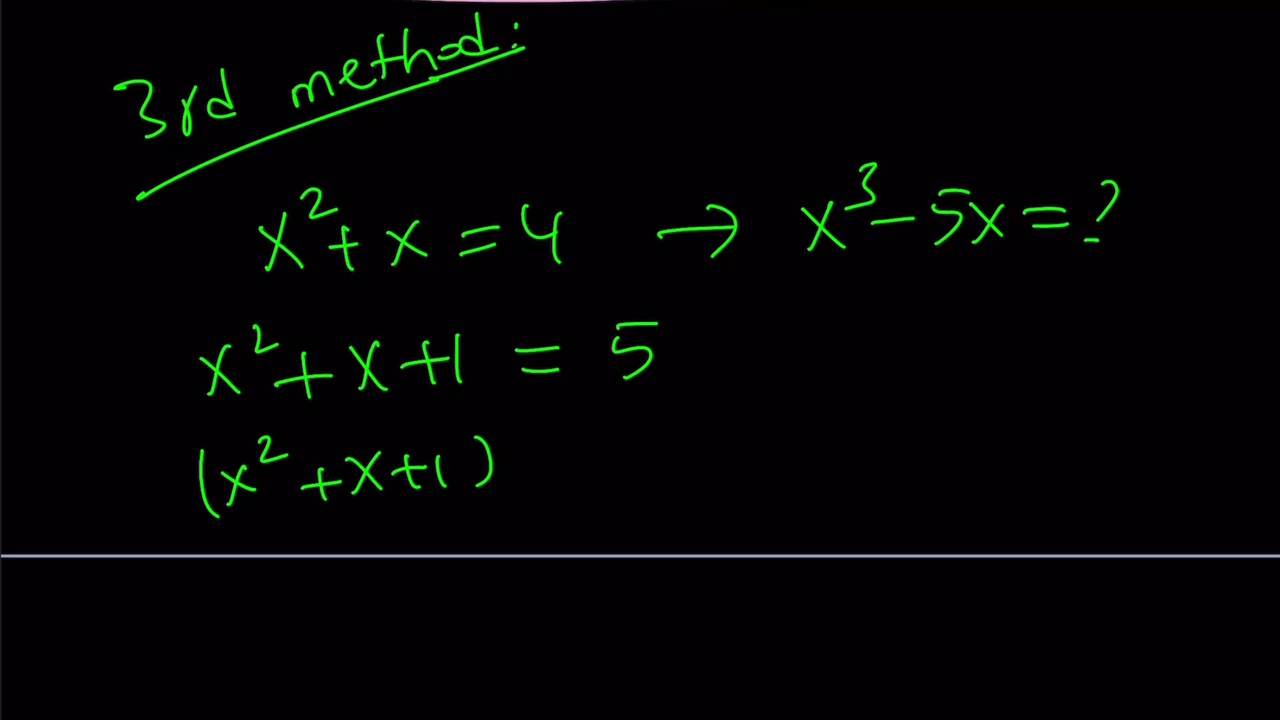 3rd method:
x²+x=4 → x³-5x=?
x²+x+1 = 5
(x²+x+1)